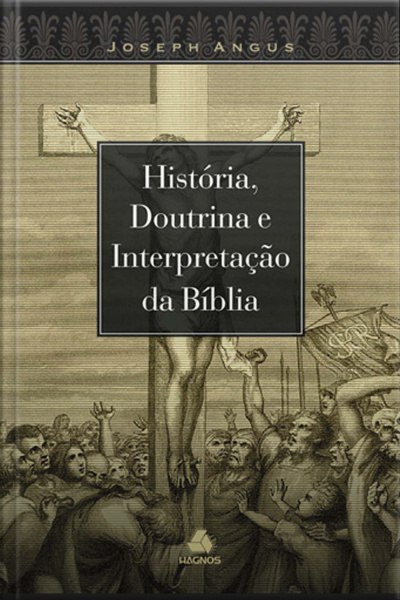 JOSEPH ANGUS
História,
Doutrina e
Interpretação
da Bíblia
HAGNOS